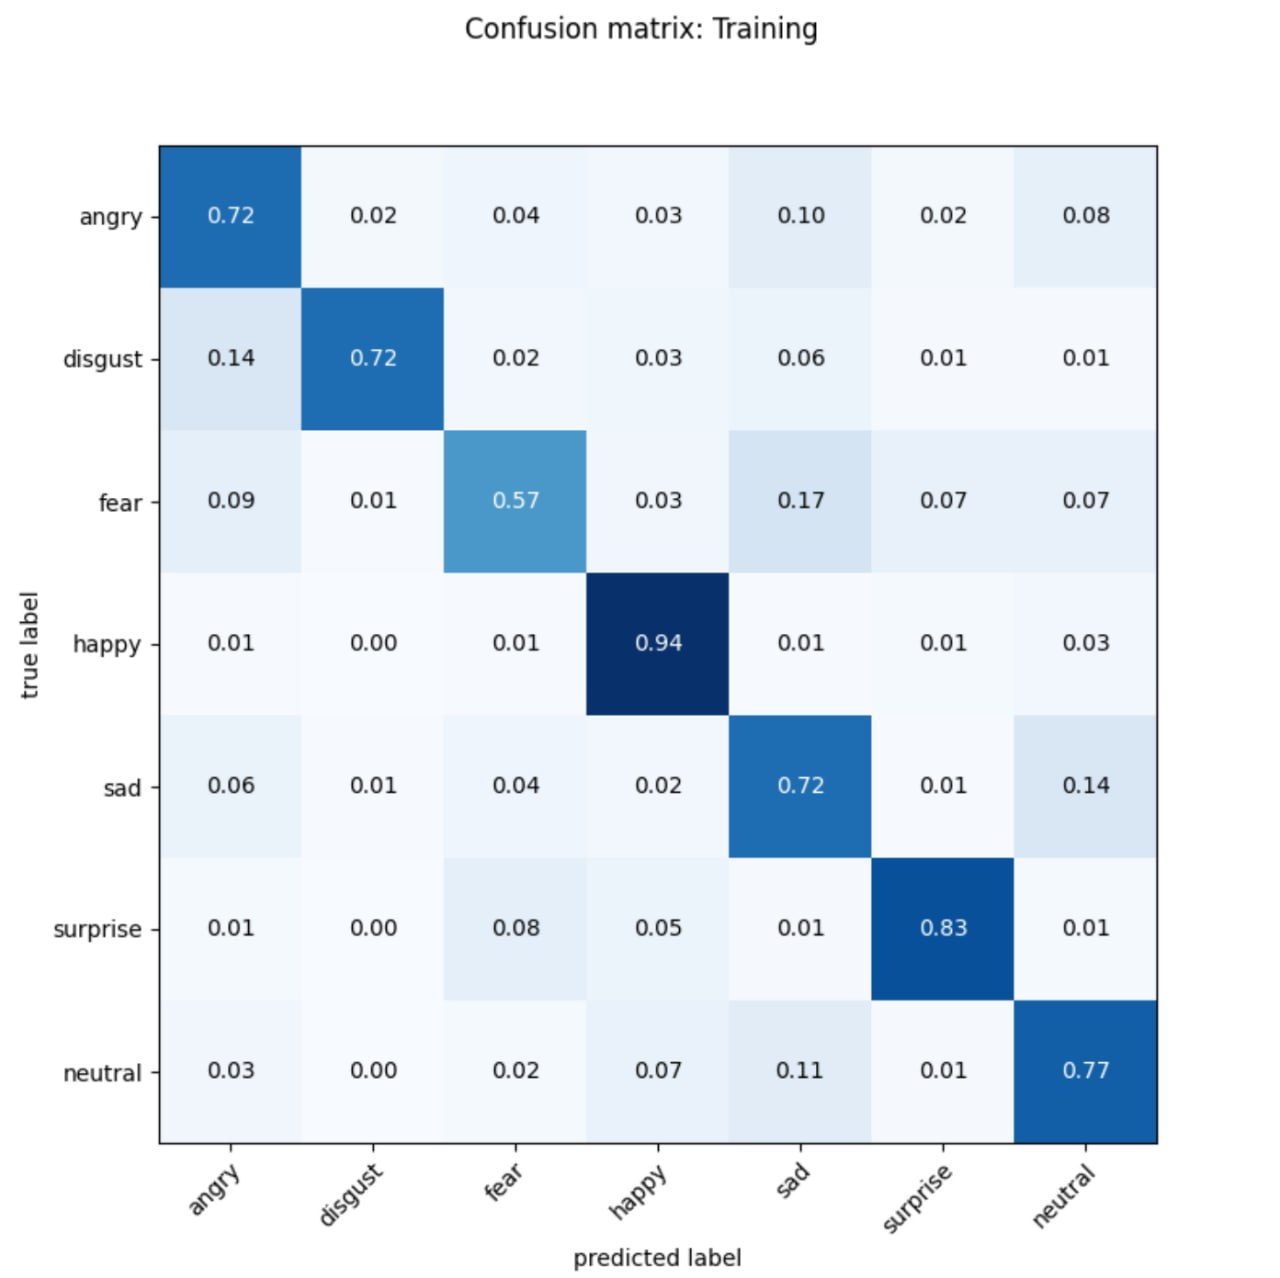 Confusion matrix: Training
angry 0.72 0.02 0.04 0.03 0.10 0.02 0.08
disgust 0.14 0.72 0.02 0.03 0.06 0.01 0.01
fear 0.09 0.01 0.57 0.03 0.17 0.07 0.07
happy 0.01 0.00 0.01 0.94 0.01 0.01 0.03
sad 0.06 0.01 0.04 0.02 0.72 0.01 0.14
surprise 0.01 0.00 0.08 0.05 0.01 0.83 0.01
neutral 0.03 0.00 0.02 0.07 0.11 0.01 0.77
true label
angry disgust fear happy sad surprise neutral
predicted label